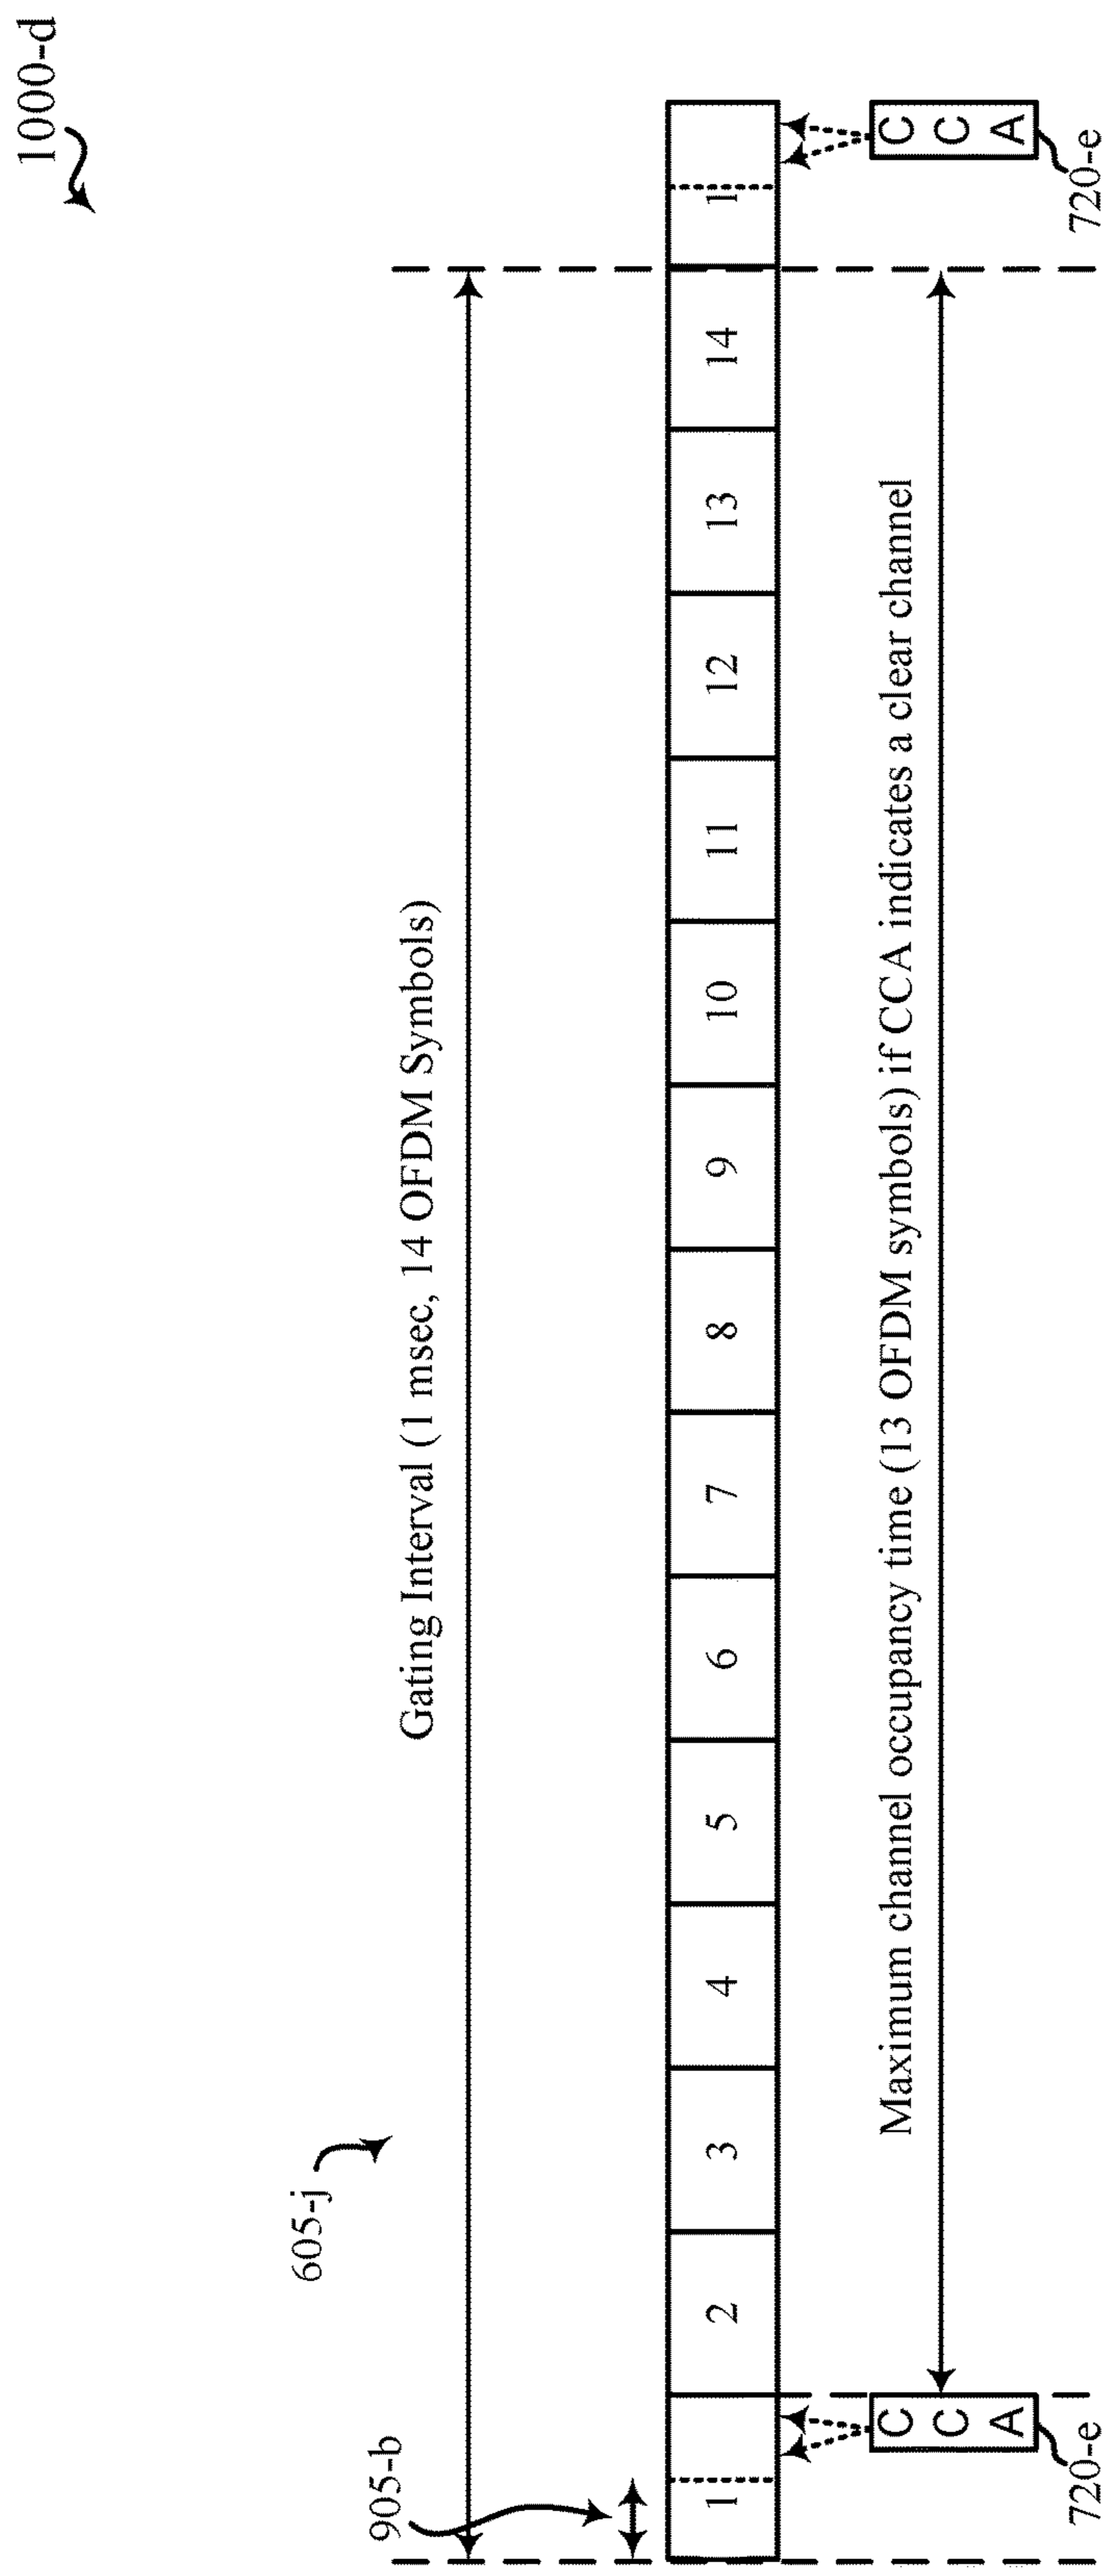 1000-d
605-j
905-b
Gating Interval (1 msec, 14 OFDM Symbols)
1 2 3 4 5 6 7 8 9 10 11 12 13 14 1
Maximum channel occupancy time (13 OFDM symbols) if CCA indicates a clear channel
CCA CCA
720-e 720-e